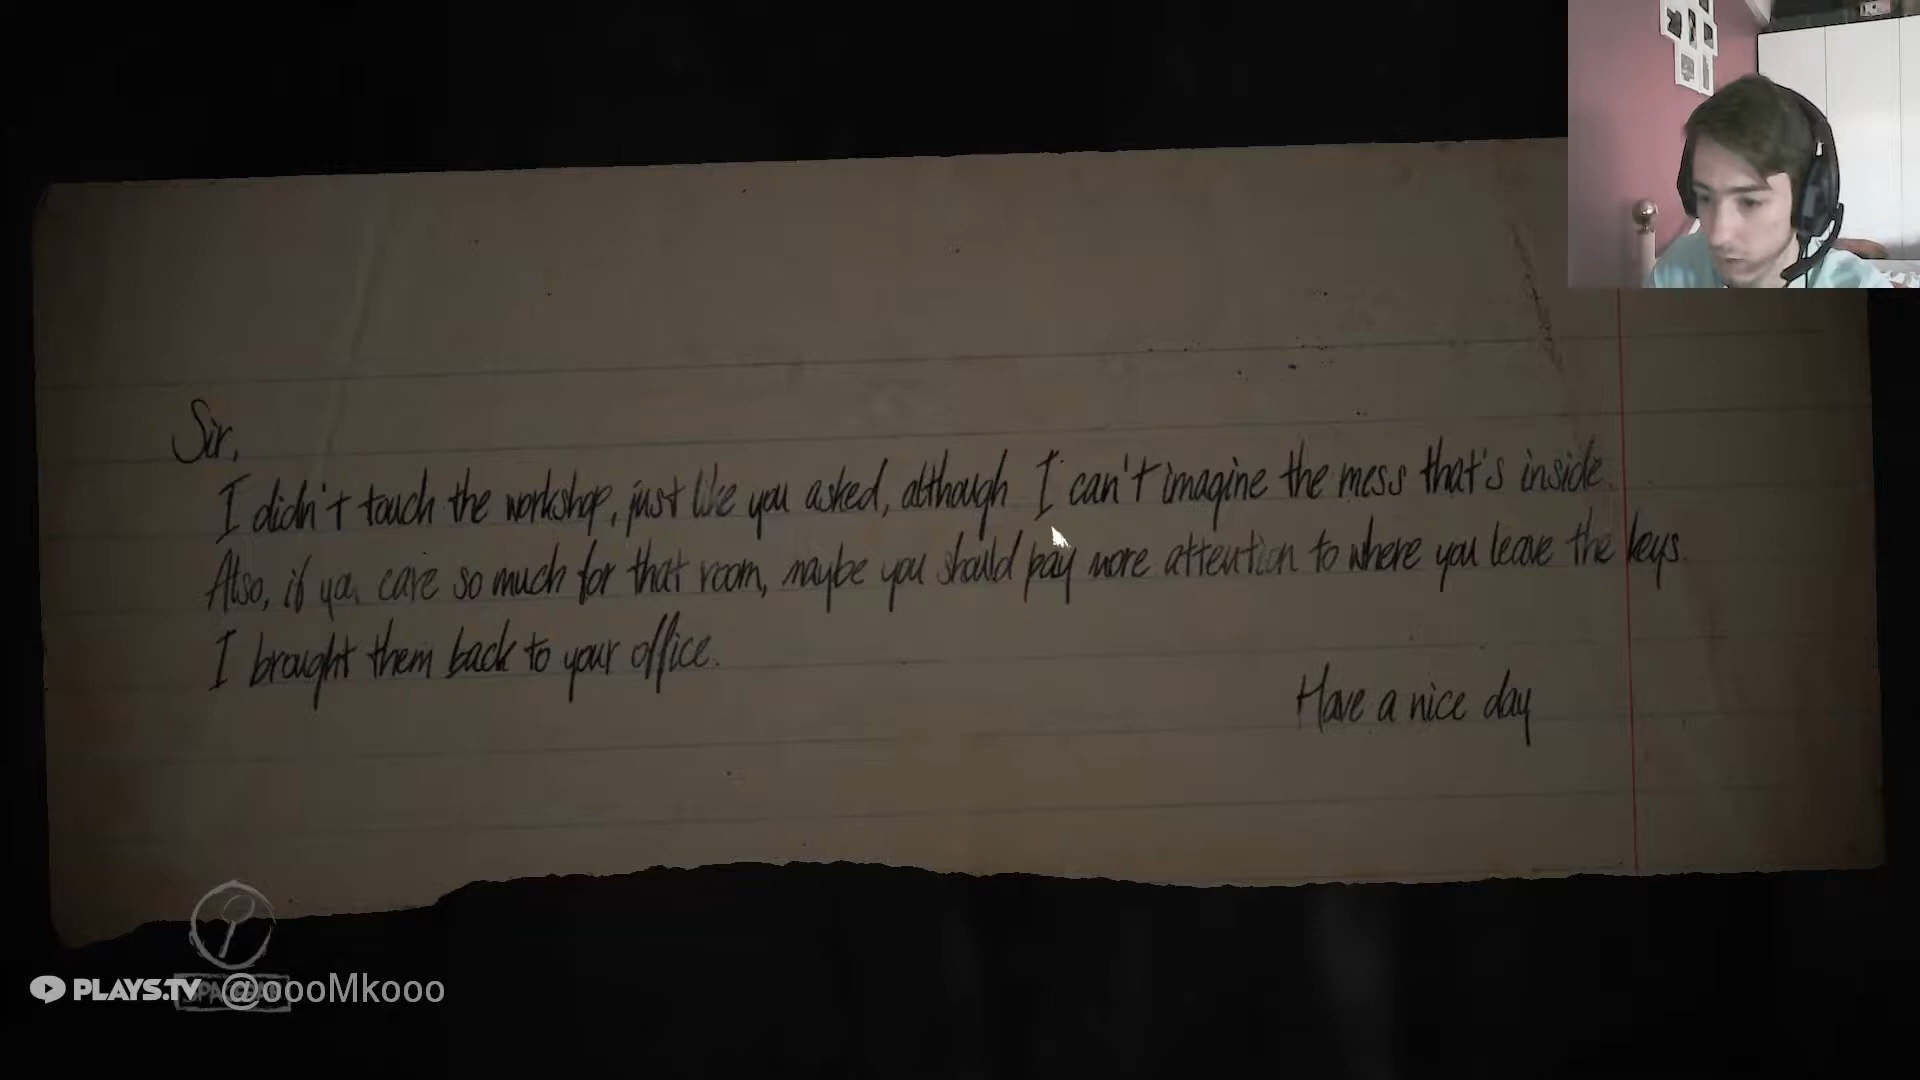 Sir,
I didn't touch the workshop, just like you asked, although I can't imagine the mess that's inside.
Also, if you care so much for that room, maybe you should pay more attention to where you leave the keys.
I brought them back to your office.
Have a nice day
PLAYS.TV @oooMkooo